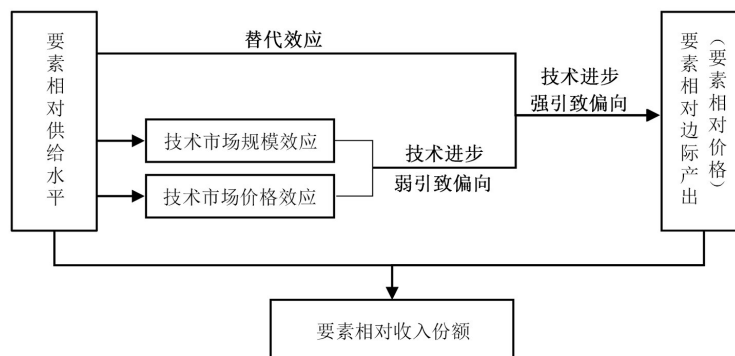 要素相对供给水平
替代效应
技术市场规模效应
技术市场价格效应
技术进步
弱引致偏向
技术进步
强引致偏向
（要素相对价格）
要素相对边际产出
要素相对收入份额